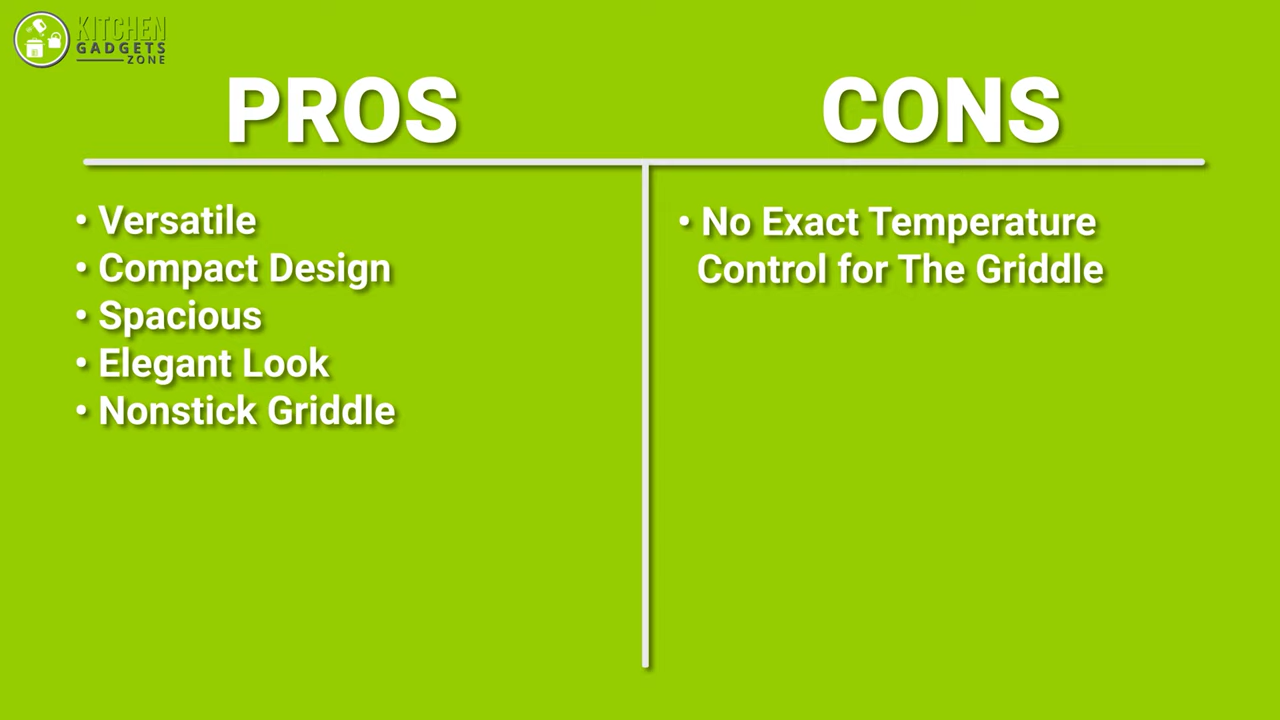 KITCHEN
GADGETS
ZONE
PROS
CONS
• Versatile
• Compact Design
• Spacious
• Elegant Look
• Nonstick Griddle
• No Exact Temperature
Control for The Griddle